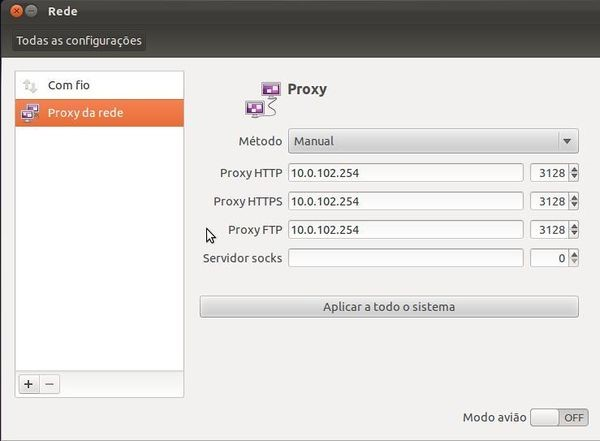 Rede
Todas as configurações
Com fio
Proxy da rede
Proxy
Método Manual
Proxy HTTP 10.0.102.254 3128
Proxy HTTPS 10.0.102.254 3128
Proxy FTP 10.0.102.254 3128
Servidor socks 0
Aplicar a todo o sistema
Modo avião OFF